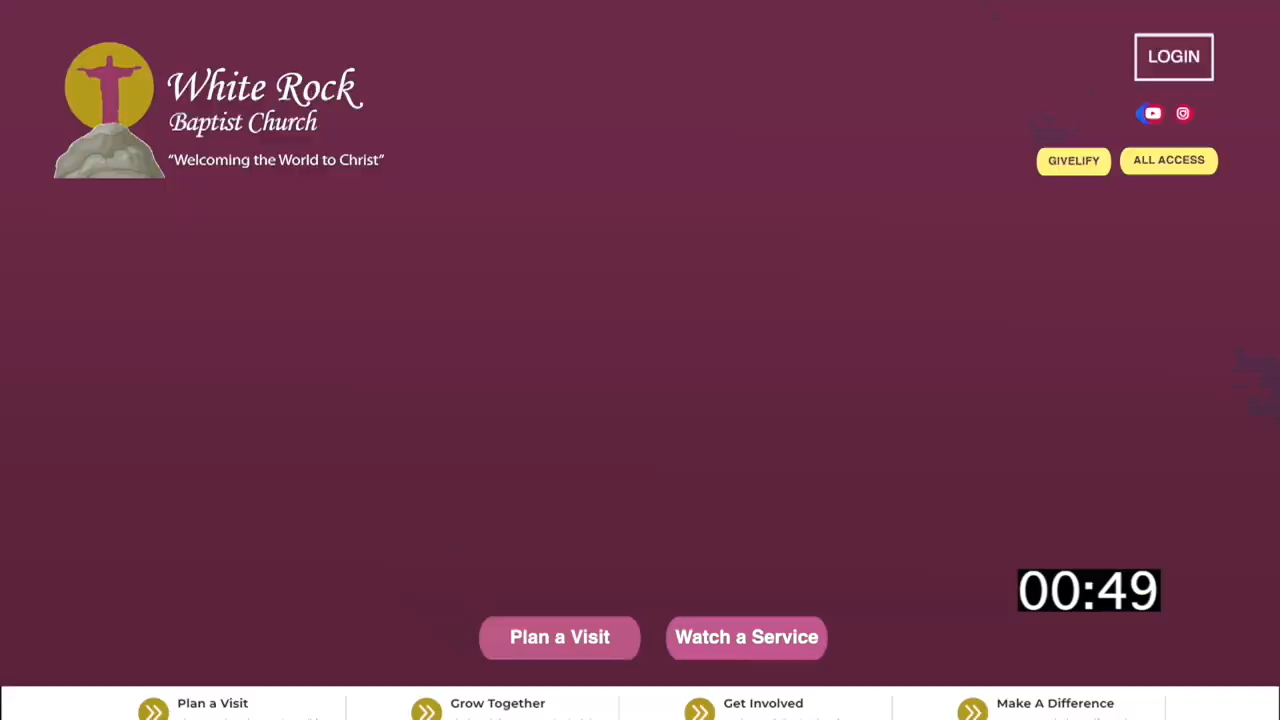 White Rock
Baptist Church
"Welcoming the World to Christ"
LOGIN
GIVELIFY
ALL ACCESS
00:49
Plan a Visit
Watch a Service
Plan a Visit
Grow Together
Get Involved
Make A Difference